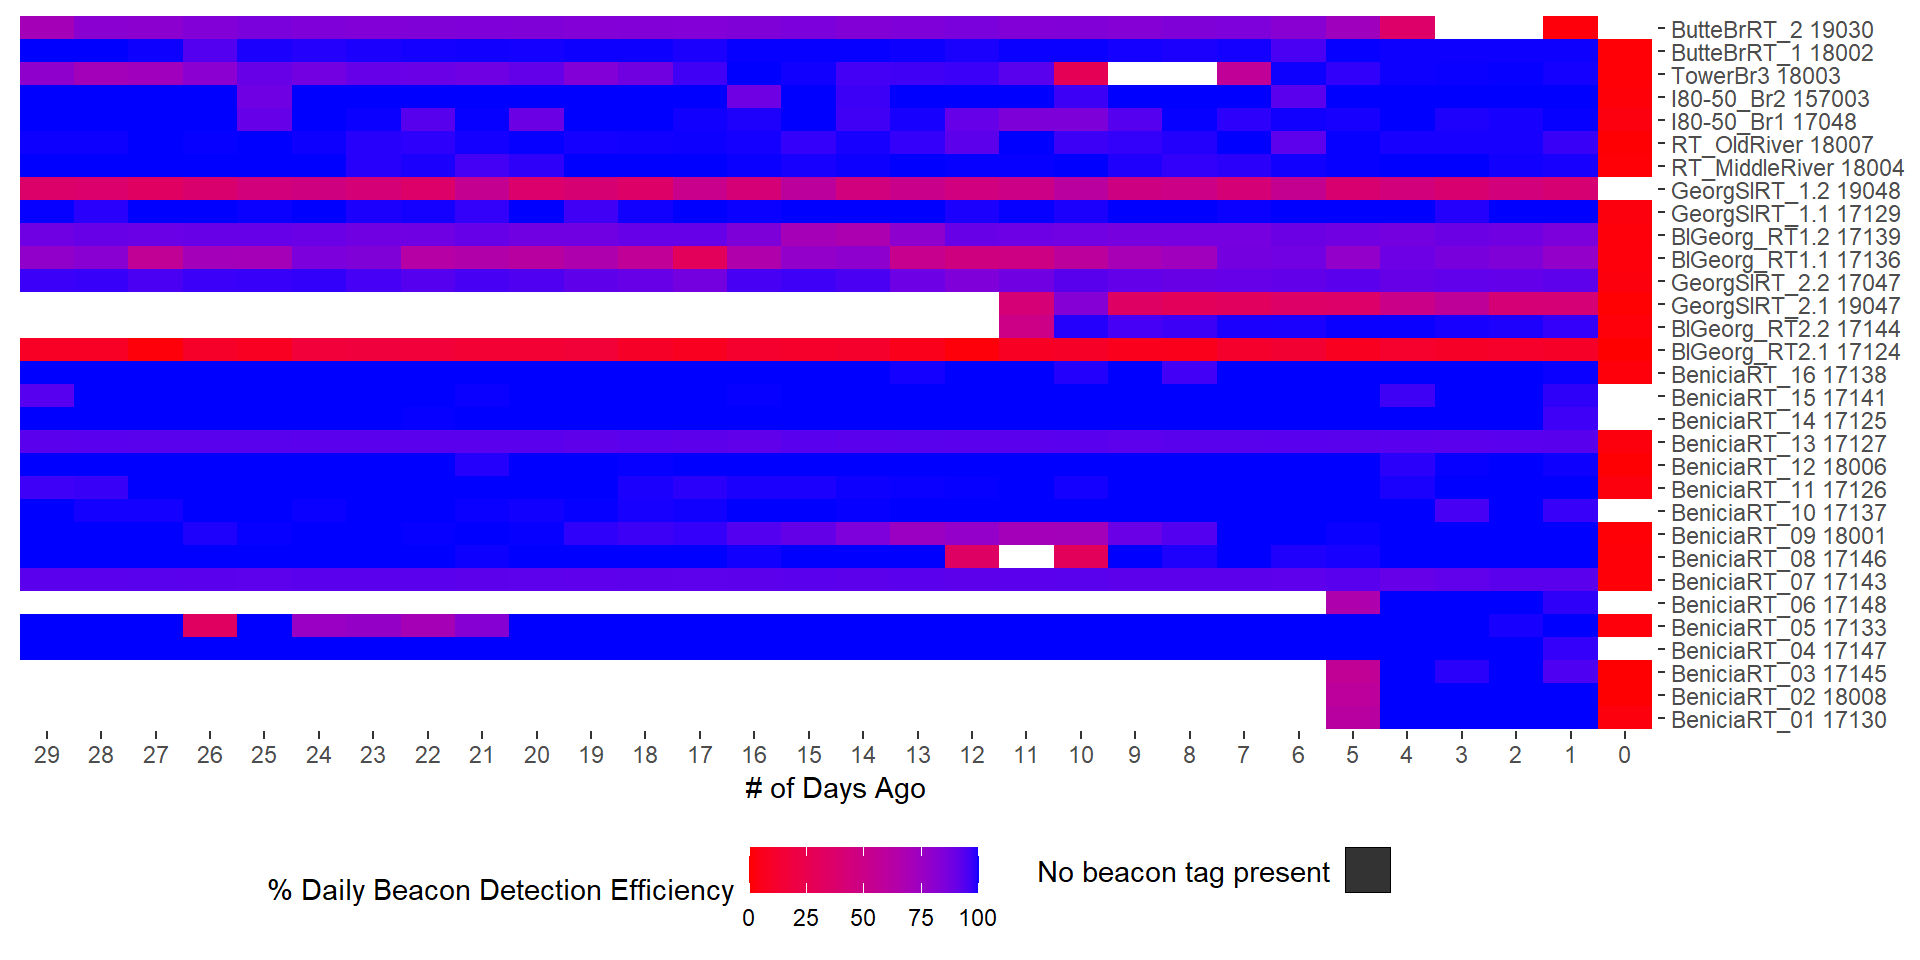 ButteBrRT_2 19030
ButteBrRT_1 18002
TowerBr3 18003
I80-50_Br2 157003
I80-50_Br1 17048
RT_OldRiver 18007
RT_MiddleRiver 18004
GeorgSlRT_1.2 19048
GeorgSlRT_1.1 17129
BlGeorg_RT1.2 17139
BlGeorg_RT1.1 17136
GeorgSlRT_2.2 17047
GeorgSlRT_2.1 19047
BlGeorg_RT2.2 17144
BlGeorg_RT2.1 17124
BeniciaRT_16 17138
BeniciaRT_15 17141
BeniciaRT_14 17125
BeniciaRT_13 17127
BeniciaRT_12 18006
BeniciaRT_11 17126
BeniciaRT_10 17137
BeniciaRT_09 18001
BeniciaRT_08 17146
BeniciaRT_07 17143
BeniciaRT_06 17148
BeniciaRT_05 17133
BeniciaRT_04 17147
BeniciaRT_03 17145
BeniciaRT_02 18008
BeniciaRT_01 17130
29 28 27 26 25 24 23 22 21 20 19 18 17 16 15 14 13 12 11 10 9 8 7 6 5 4 3 2 1 0
# of Days Ago
% Daily Beacon Detection Efficiency
0 25 50 75 100
No beacon tag present